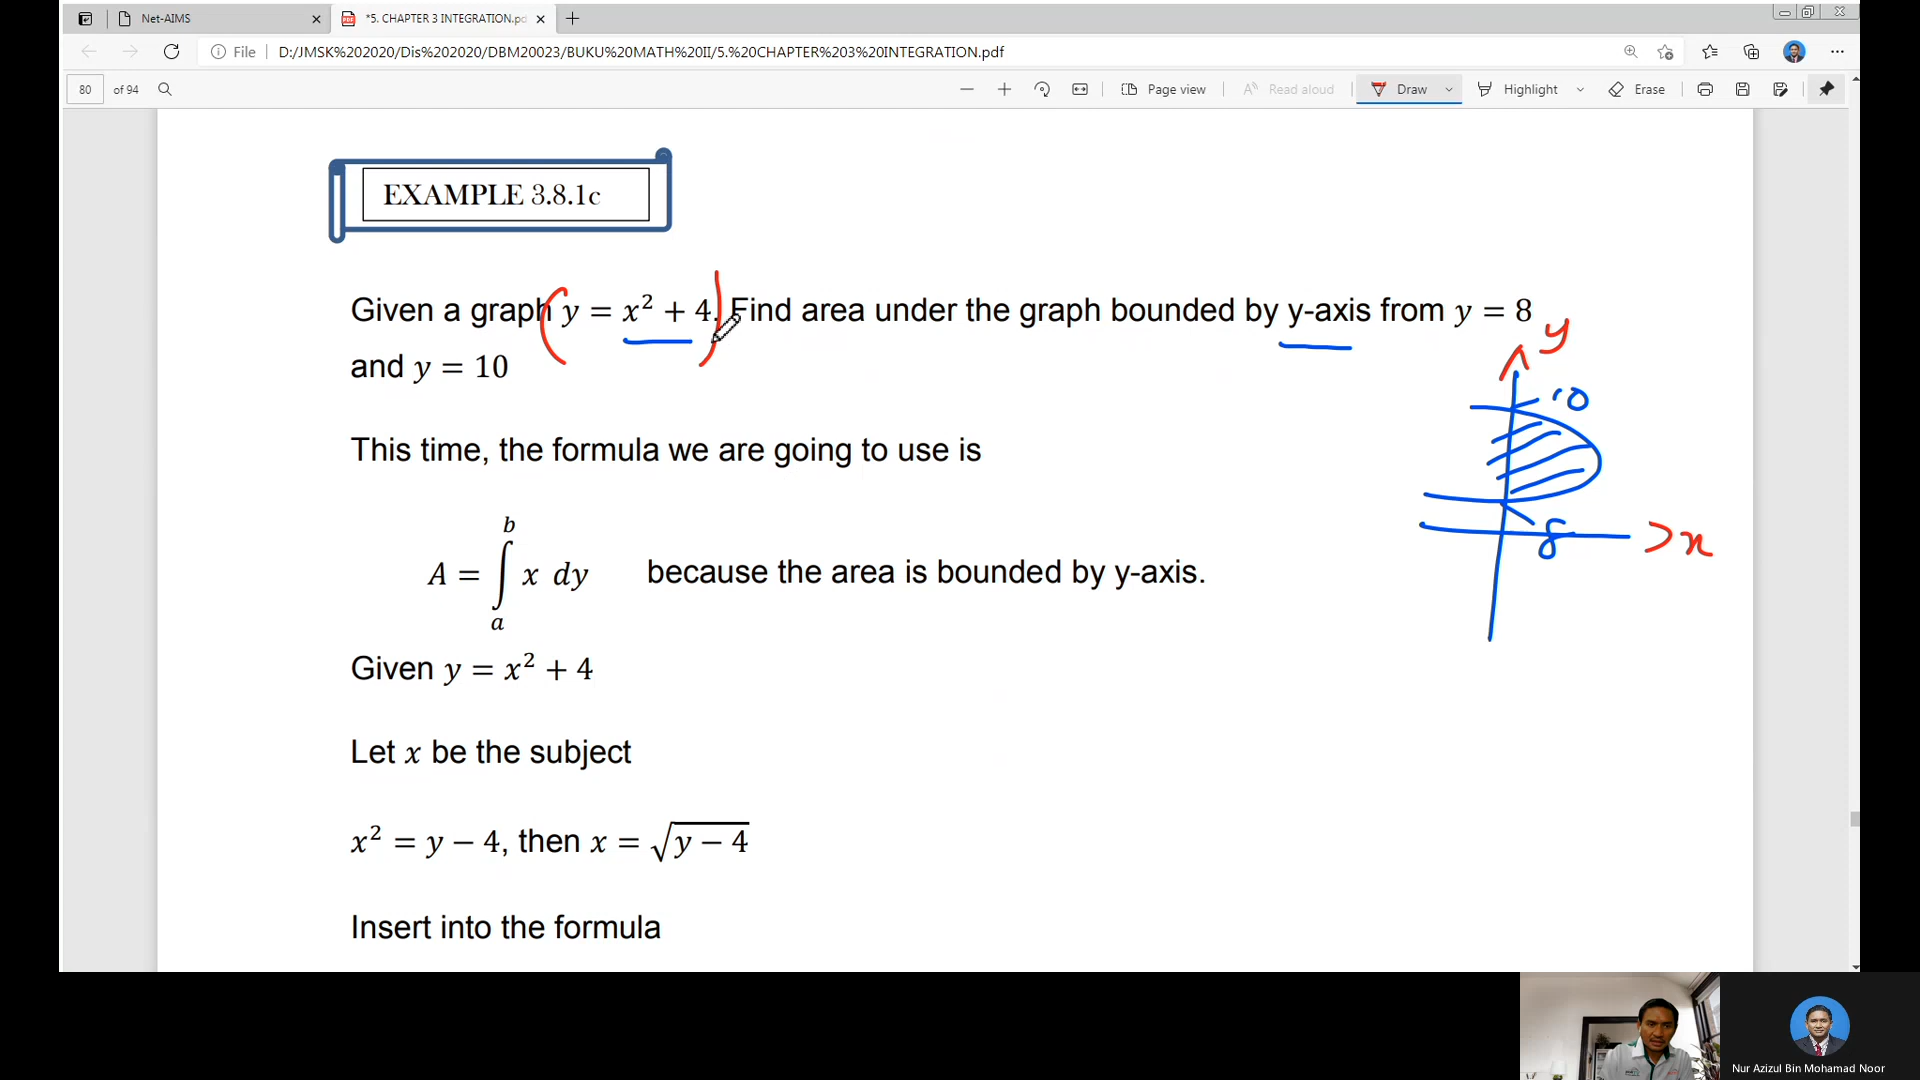 Net-AIMS
*5. CHAPTER 3 INTEGRATION.pd
File D:/JMSK%202020/Dis%202020/DBM20023/BUKU%20MATH%20II/5.%20CHAPTER%203%20INTEGRATION.pdf
80 of 94 Page view Read aloud Draw Highlight Erase
EXAMPLE 3.8.1c
Given a graph y = x² + 4. Find area under the graph bounded by y-axis from y = 8
and y = 10
y
10
This time, the formula we are going to use is
8
x
b
A = ∫ x dy because the area is bounded by y-axis.
a
Given y = x² + 4
Let x be the subject
x² = y − 4, then x = √y − 4
Insert into the formula
Nur Azizul Bin Mohamad Noor